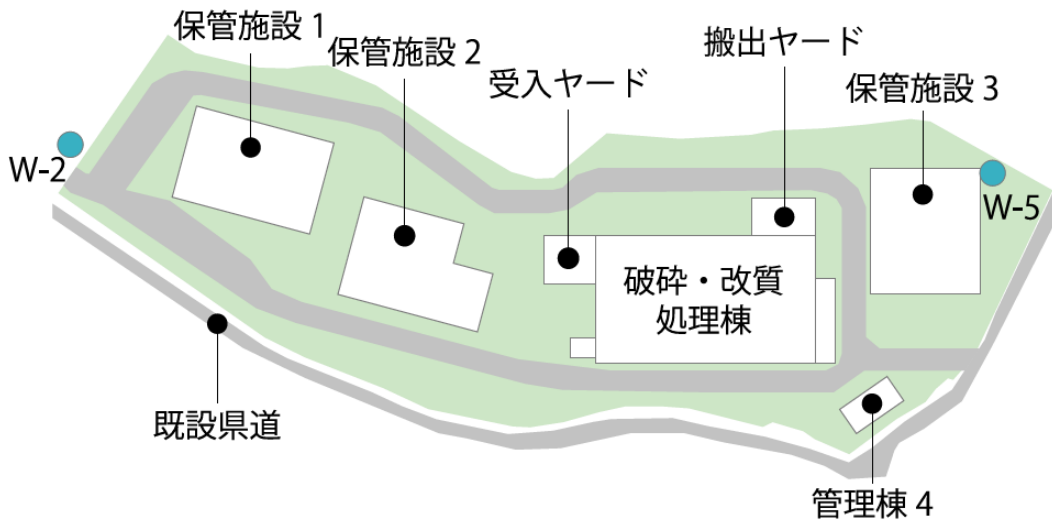 保管施設 1
保管施設 2
受入ヤード
搬出ヤード
保管施設 3
W-2
W-5
破砕・改質
処理棟
既設県道
管理棟 4